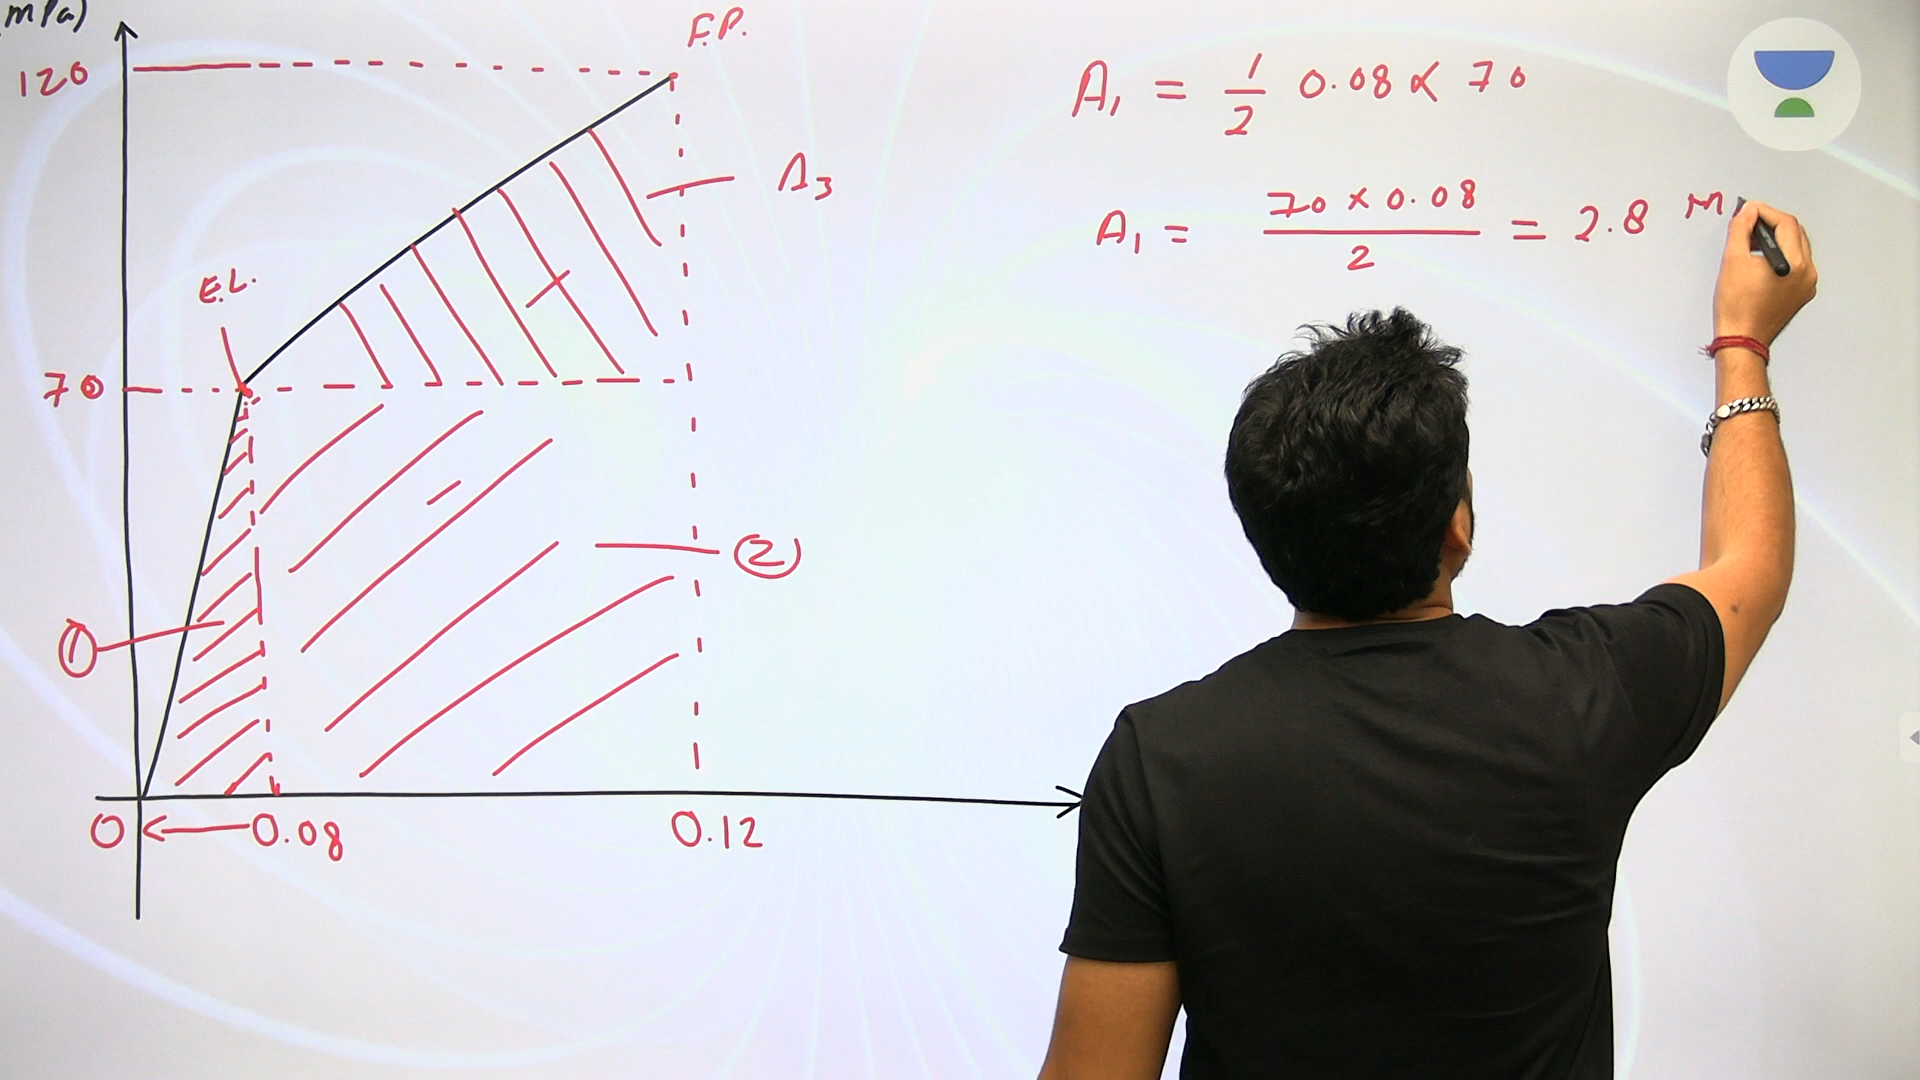 (mPa)
120
F.P.
A3
E.L.
70
②
①
0
0.08
0.12
A1 = 1/2 0.08 × 70
A1 = 70 × 0.08 / 2 = 2.8 m